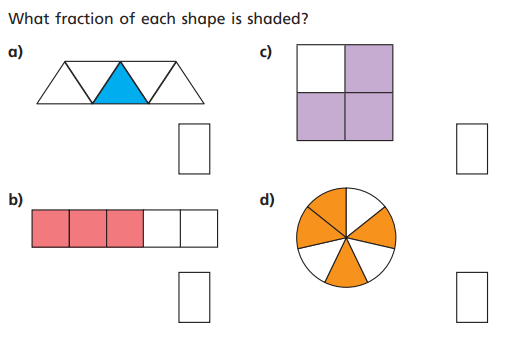 What fraction of each shape is shaded?
a)
c)
b)
d)